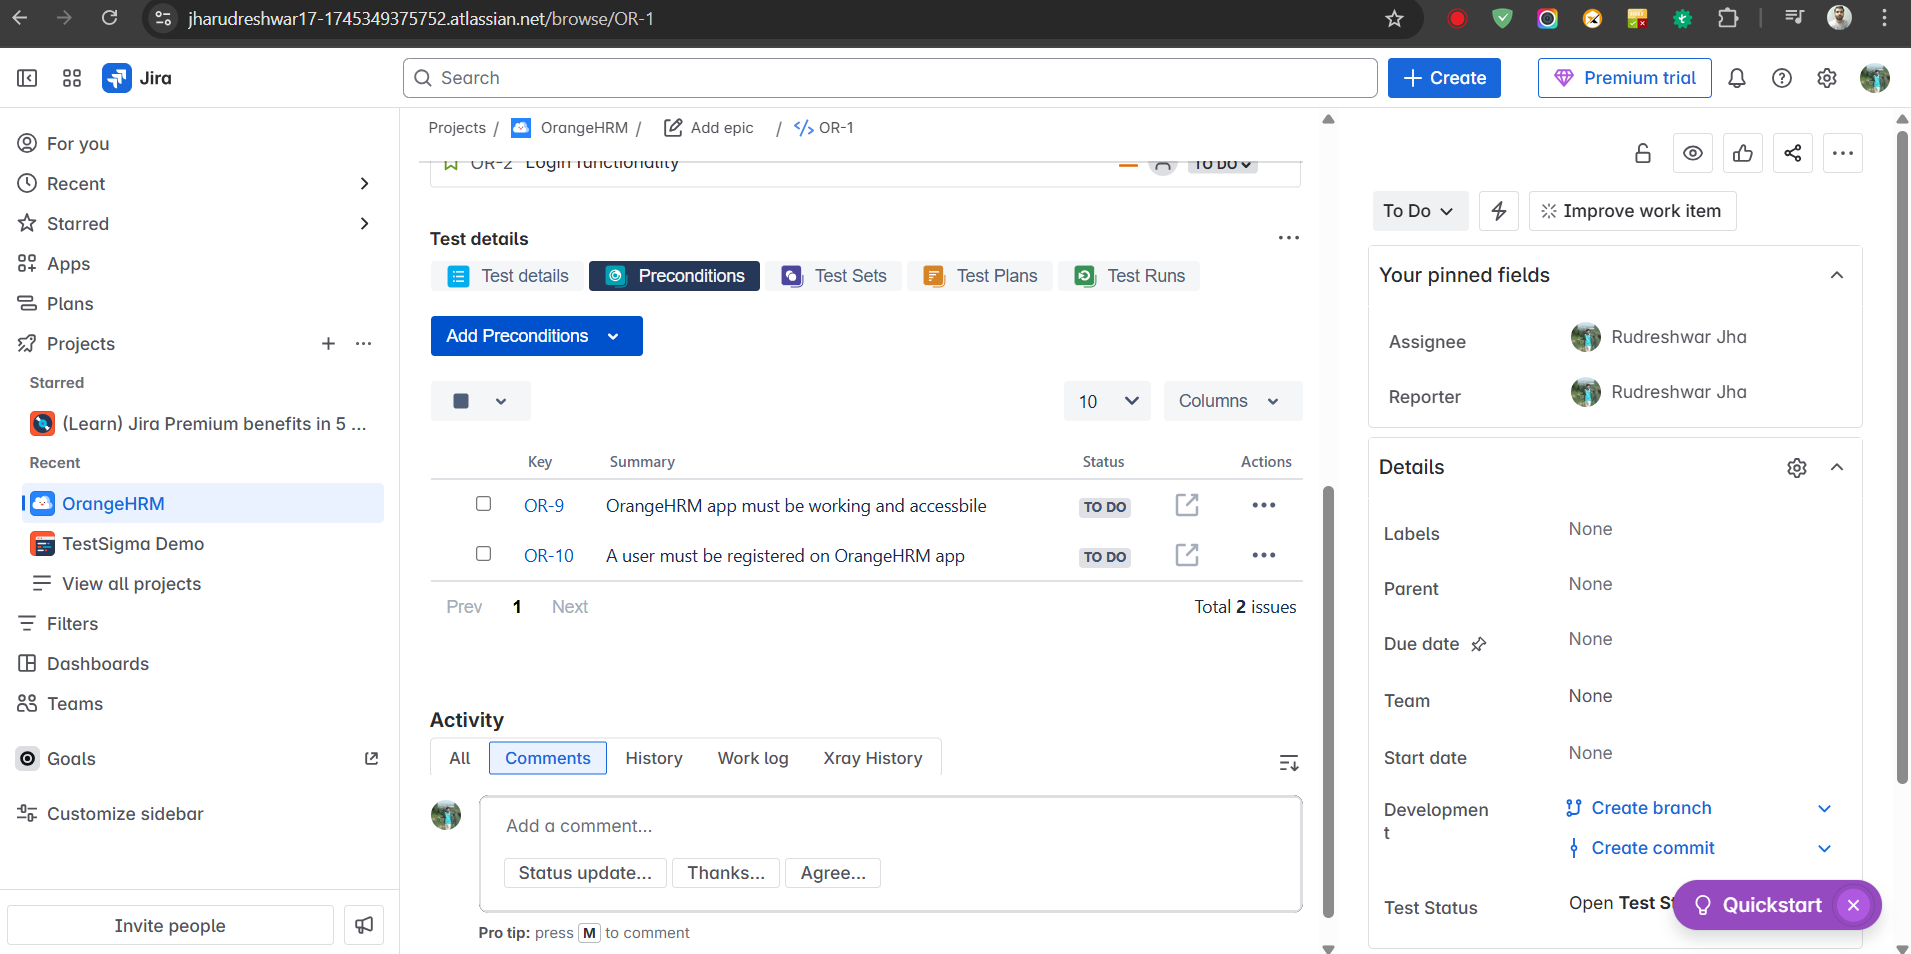 jharudreshwar17-1745349375752.atlassian.net/browse/OR-1
Jira
Search
Create
Premium trial
For you
Recent
Starred
Apps
Plans
Projects
Starred
(Learn) Jira Premium benefits in 5 ...
Recent
OrangeHRM
TestSigma Demo
View all projects
Filters
Dashboards
Teams
Goals
Customize sidebar
Invite people
Projects / OrangeHRM / Add epic / OR-1
OR-2 Login functionality TO DO
Test details
Test details Preconditions Test Sets Test Plans Test Runs
Add Preconditions
10 Columns
Key Summary Status Actions
OR-9 OrangeHRM app must be working and accessbile TO DO
OR-10 A user must be registered on OrangeHRM app TO DO
Prev 1 Next Total 2 issues
Activity
All Comments History Work log Xray History
Add a comment...
Status update... Thanks... Agree...
Pro tip: press M to comment
To Do Improve work item
Your pinned fields
Assignee Rudreshwar Jha
Reporter Rudreshwar Jha
Details
Labels None
Parent None
Due date None
Team None
Start date None
Developmen
t
Create branch
Create commit
Test Status Open Test
Quickstart